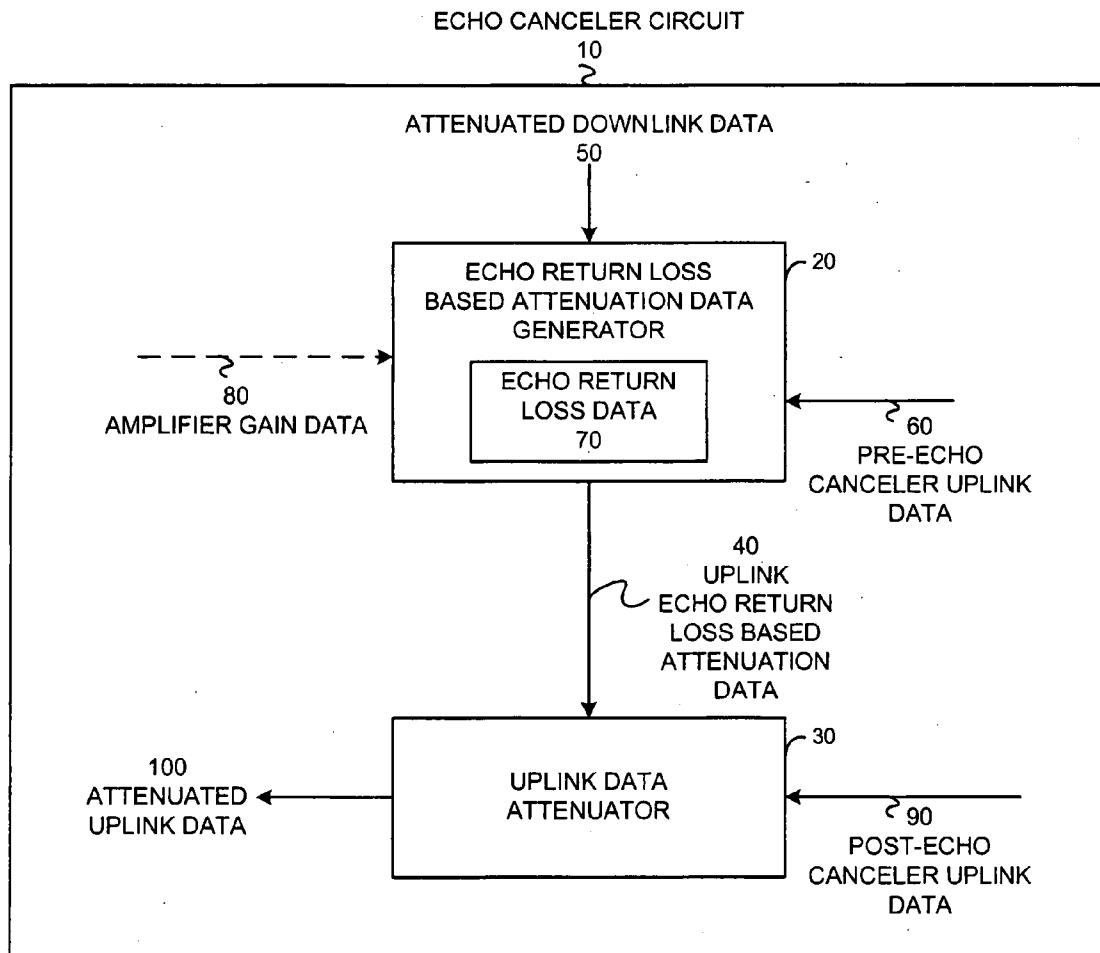 ECHO CANCELER CIRCUIT
10
ATTENUATED DOWNLINK DATA
50
ECHO RETURN LOSS
BASED ATTENUATION DATA
GENERATOR
20
ECHO RETURN
LOSS DATA
70
80
AMPLIFIER GAIN DATA
60
PRE-ECHO
CANCELER UPLINK
DATA
40
UPLINK
ECHO RETURN
LOSS BASED
ATTENUATION
DATA
30
100
ATTENUATED
UPLINK DATA
UPLINK DATA
ATTENUATOR
90
POST-ECHO
CANCELER UPLINK
DATA